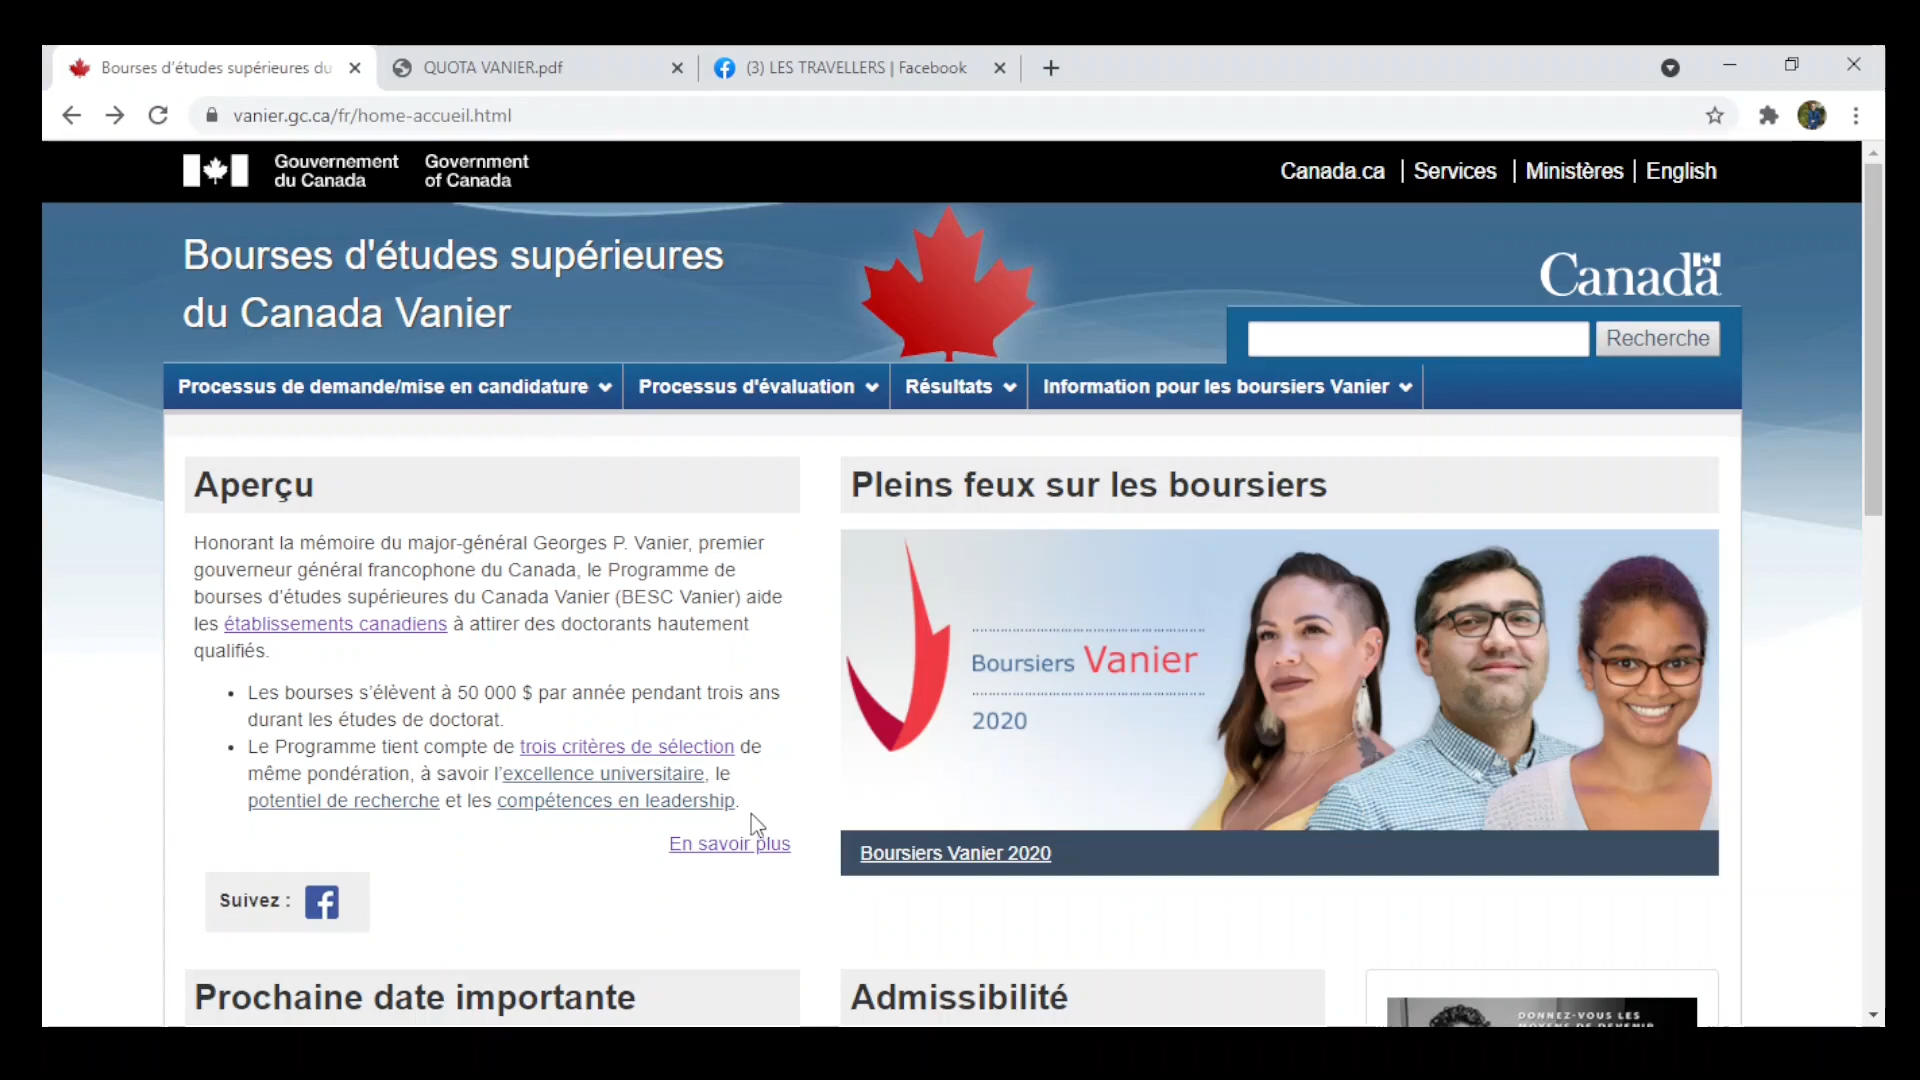 Bourses d'études supérieures du
QUOTA VANIER.pdf
(3) LES TRAVELLERS | Facebook
vanier.gc.ca/fr/home-accueil.html
Gouvernement du Canada
Government of Canada
Canada.ca | Services | Ministères | English
Bourses d'études supérieures
du Canada Vanier
Canada
Recherche
Processus de demande/mise en candidature
Processus d'évaluation
Résultats
Information pour les boursiers Vanier
Aperçu
Honorant la mémoire du major-général Georges P. Vanier, premier
gouverneur général francophone du Canada, le Programme de
bourses d'études supérieures du Canada Vanier (BESC Vanier) aide
les établissements canadiens à attirer des doctorants hautement
qualifiés.
• Les bourses s'élèvent à 50 000 $ par année pendant trois ans
durant les études de doctorat.
• Le Programme tient compte de trois critères de sélection de
même pondération, à savoir l'excellence universitaire, le
potentiel de recherche et les compétences en leadership.
En savoir plus
Suivez :
Pleins feux sur les boursiers
Boursiers Vanier
2020
Boursiers Vanier 2020
Prochaine date importante
Admissibilité
DONNEZ-VOUS LES
MOYENS DE DEVENIR